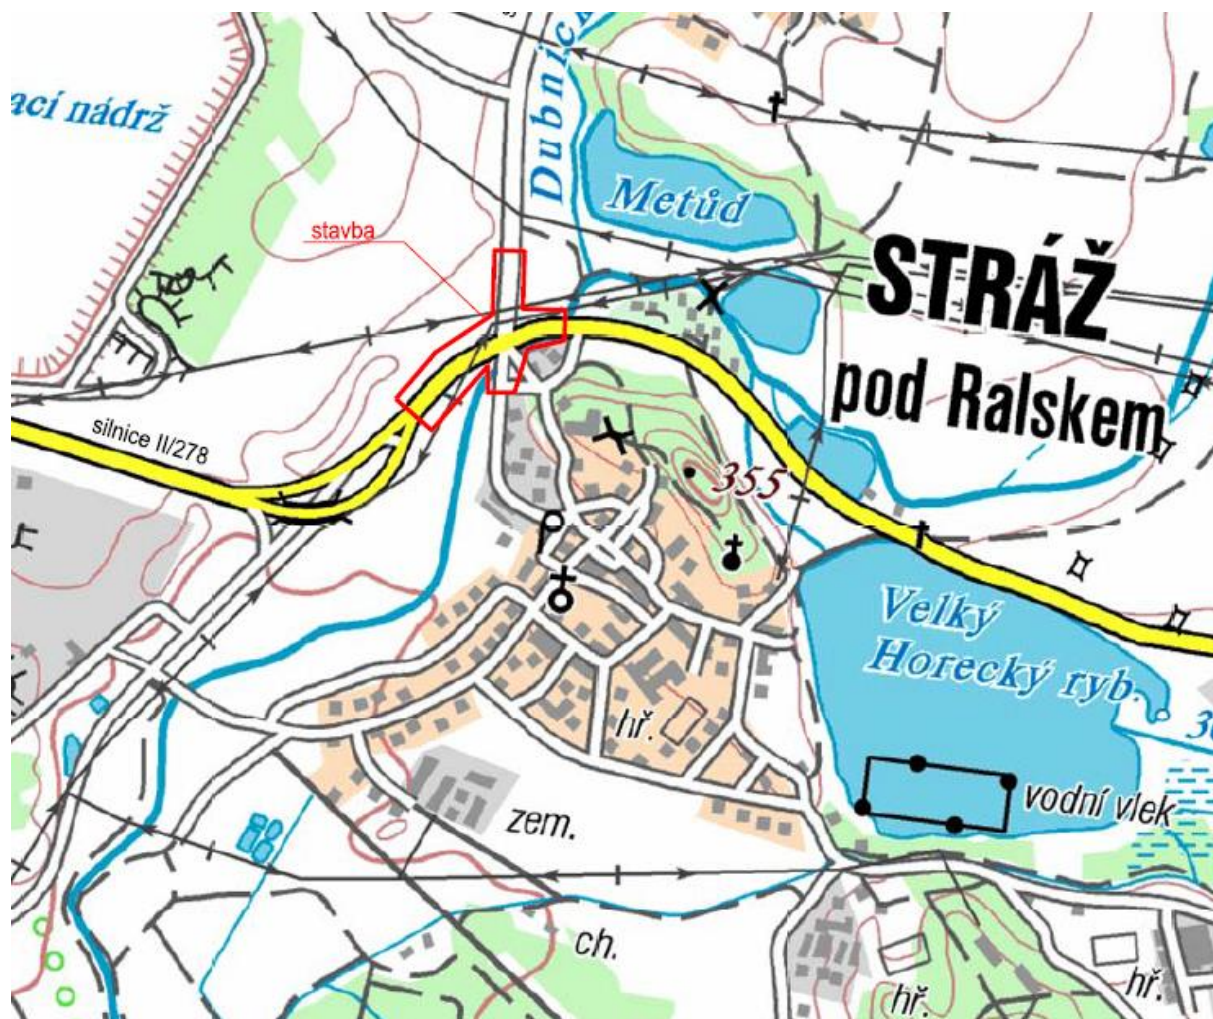 ací nádrž
Dubnick
Metůd
stavba
STRÁŽ
pod Ralskem
silnice II/278
355
Velký
Horecký ryb.
hř.
vodní vlek
zem.
ch.
hř.
hř.